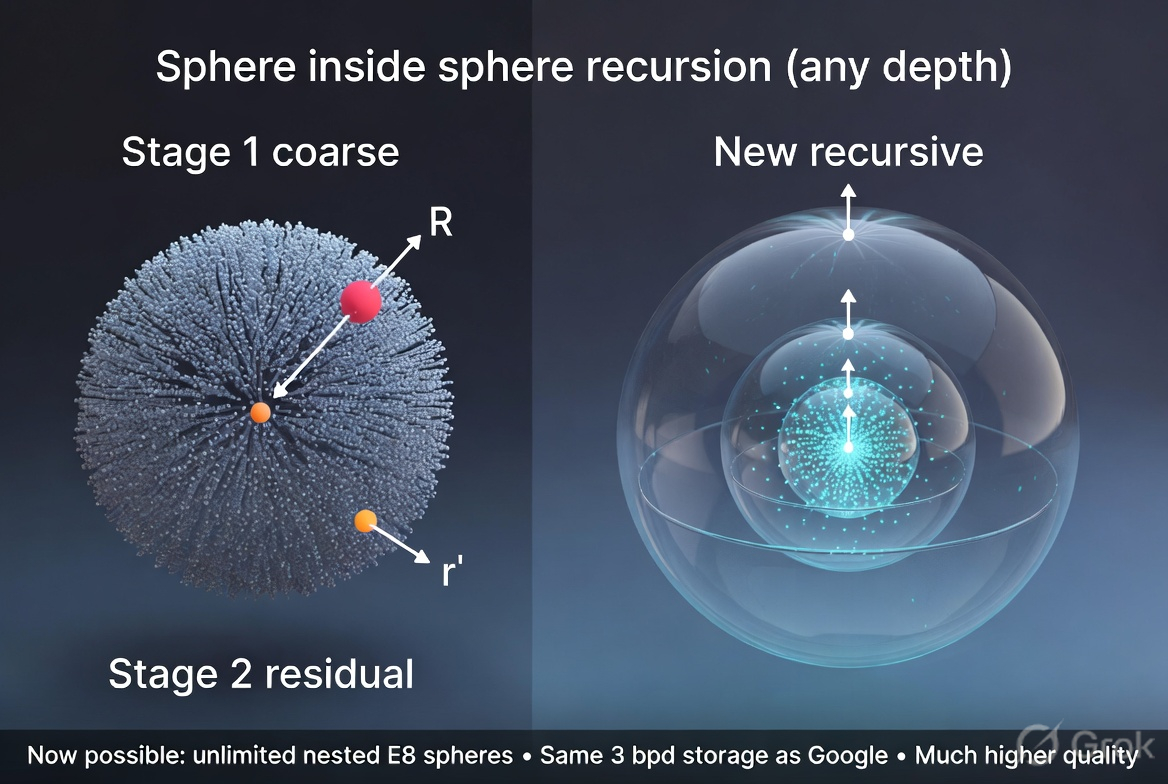 Sphere inside sphere recursion (any depth)
Stage 1 coarse
New recursive
R
r'
Stage 2 residual
Now possible: unlimited nested E8 spheres • Same 3 bpd storage as Google • Much higher quality
Grok